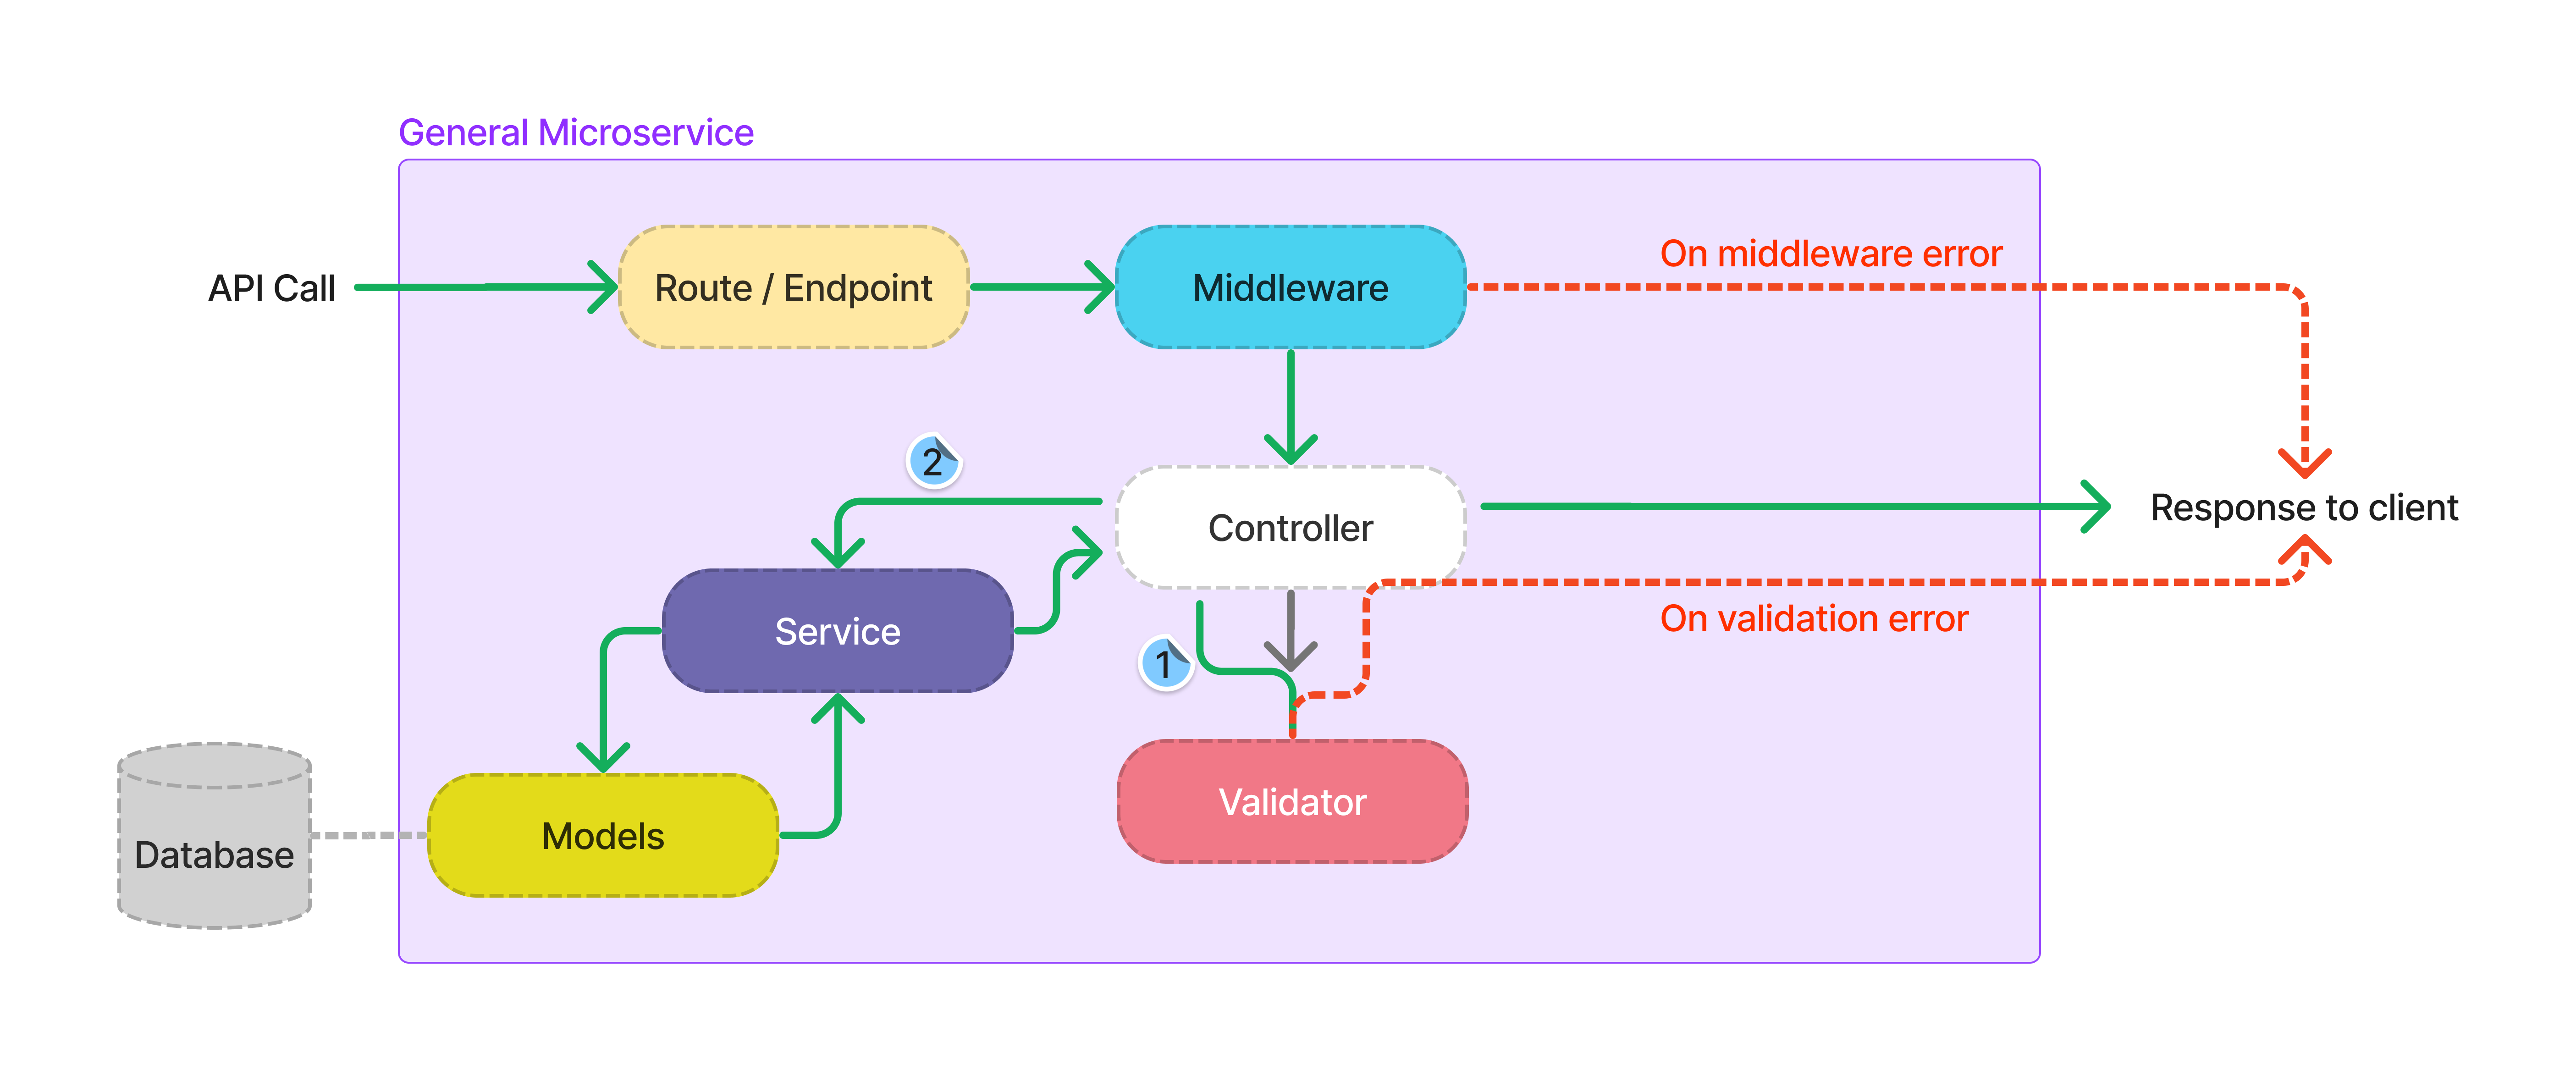 General Microservice
API Call
Route / Endpoint
Middleware
On middleware error
2
Controller
Response to client
Service
1
On validation error
Validator
Models
Database